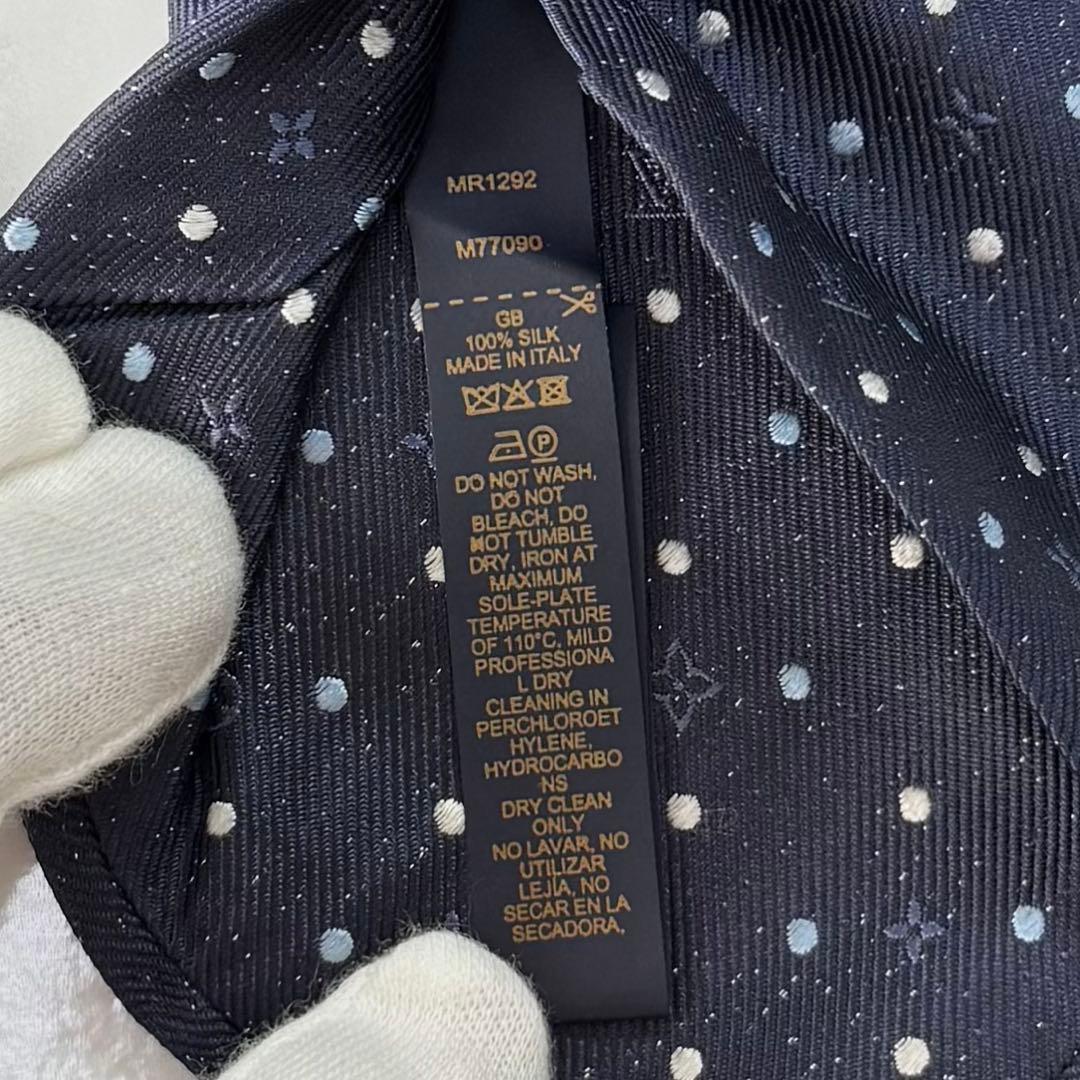 MR1292
M77090
GB
100% SILK
MADE IN ITALY
P
DO NOT WASH,
DO NOT
BLEACH, DO
NOT TUMBLE
DRY, IRON AT
MAXIMUM
SOLE-PLATE
TEMPERATURE
OF 110°C, MILD
PROFESSIONA
L DRY
CLEANING IN
PERCHLOROET
HYLENE,
HYDROCARBO
NS
DRY CLEAN
ONLY
NO LAVAR, NO
UTILIZAR
LEJÍA, NO
SECAR EN LA
SECADORA,